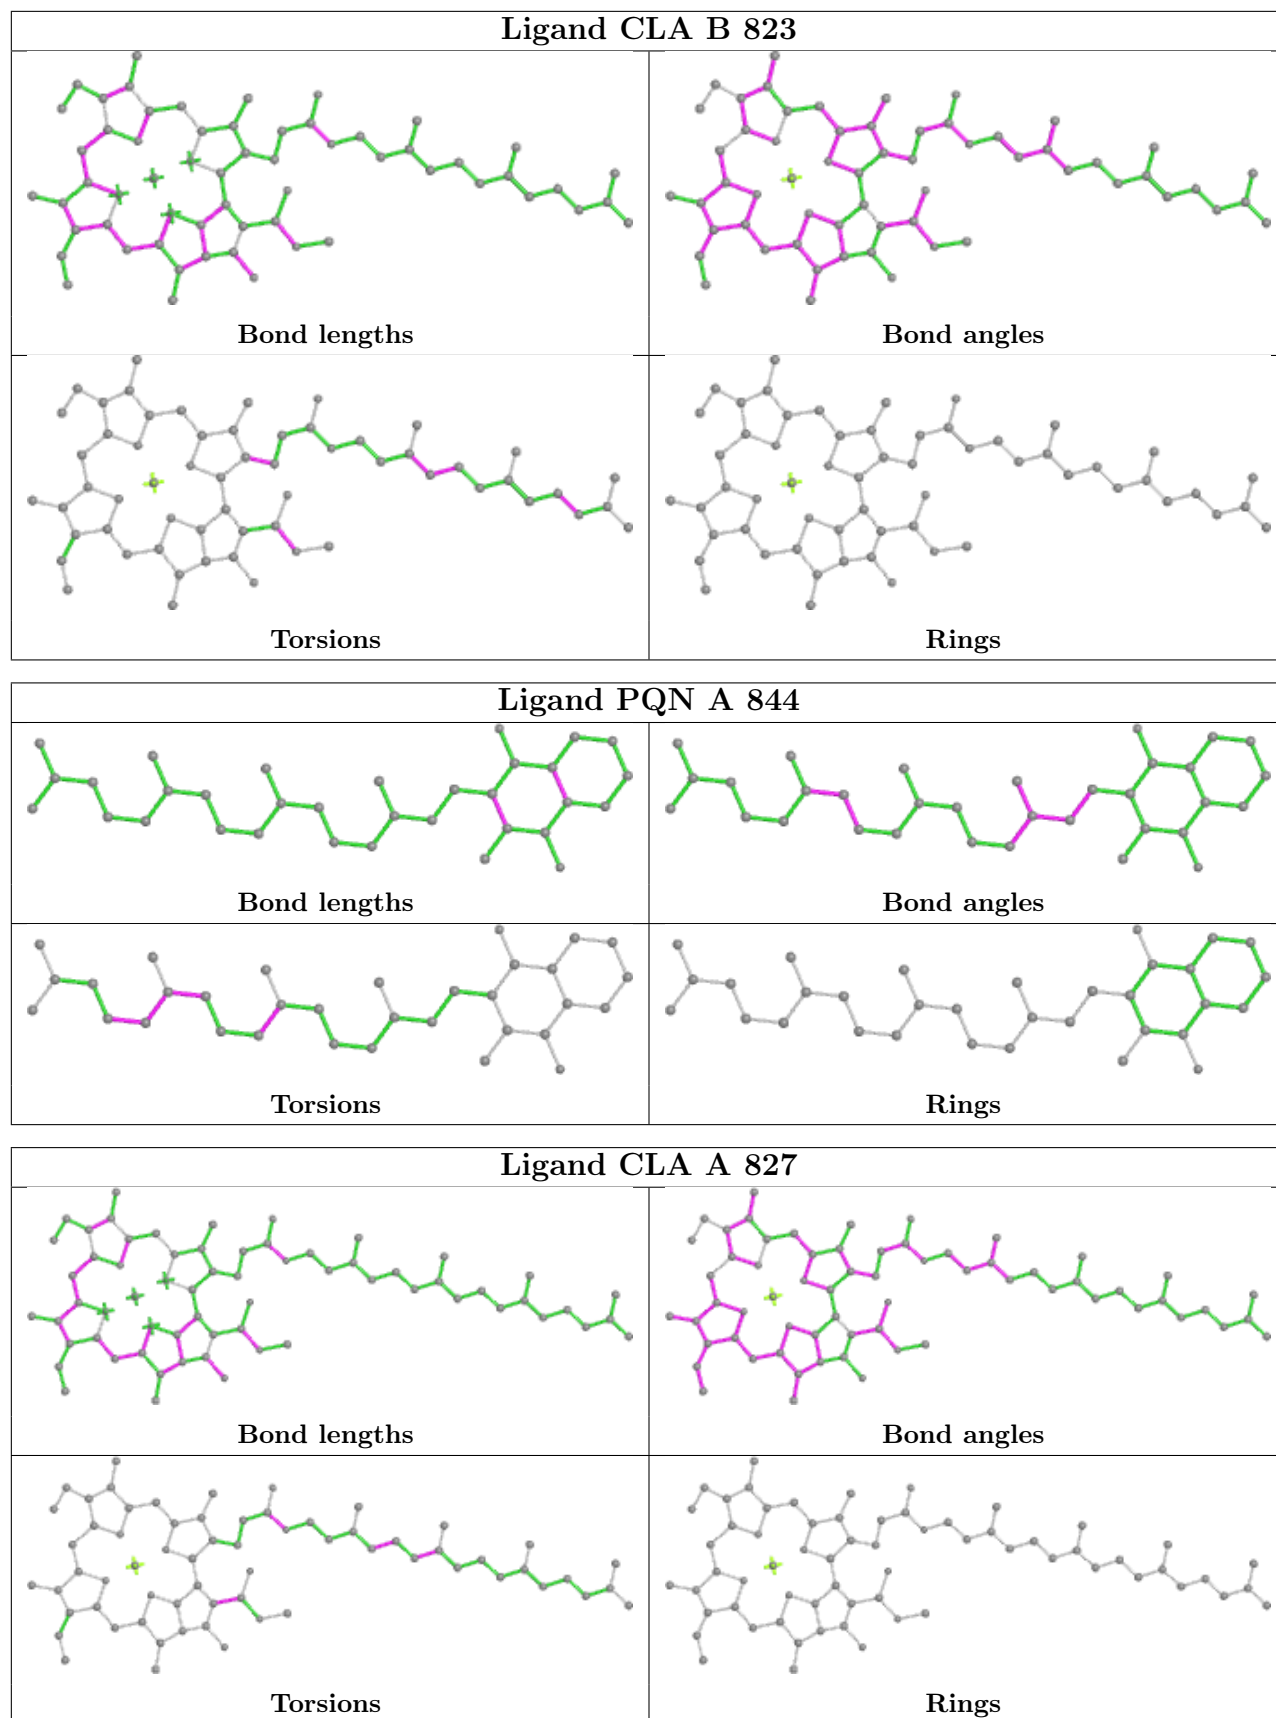 Ligand CLA B 823
Bond lengths
Bond angles
Torsions
Rings
Ligand PQN A 844
Bond lengths
Bond angles
Torsions
Rings
Ligand CLA A 827
Bond lengths
Bond angles
Torsions
Rings